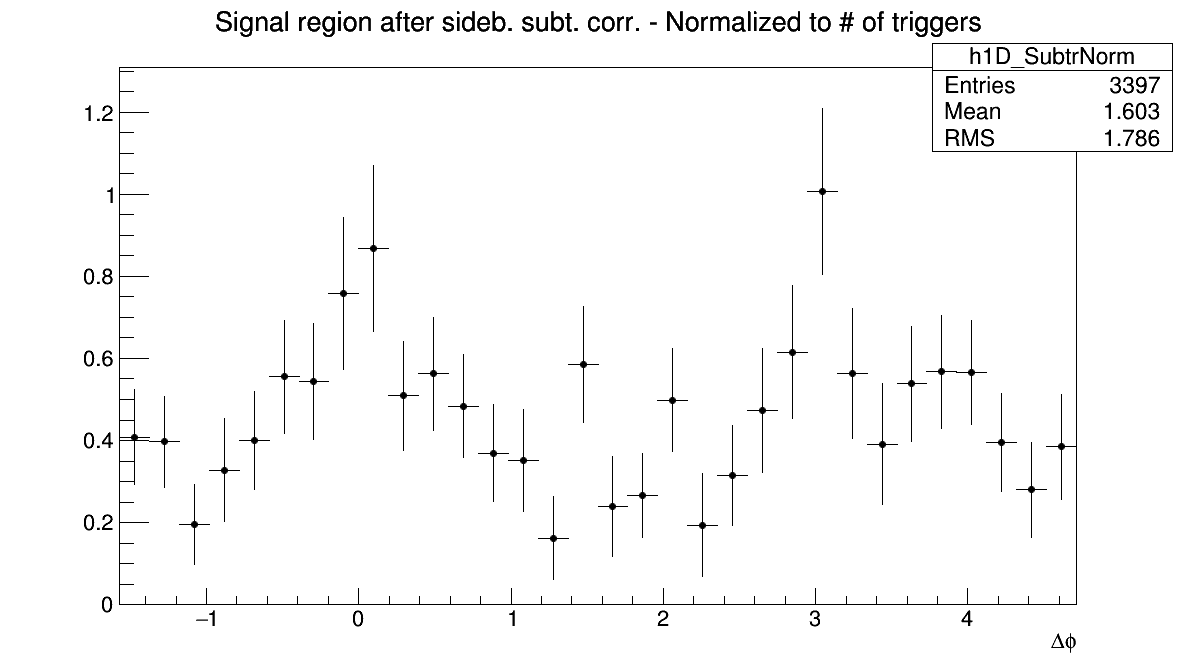 Signal region after sideb. subt. corr. - Normalized to # of triggers
h1D_SubtrNorm
Entries 3397
Mean 1.603
RMS 1.786
1.2
1
0.8
0.6
0.4
0.2
0
−1 0 1 2 3 4
Δϕ